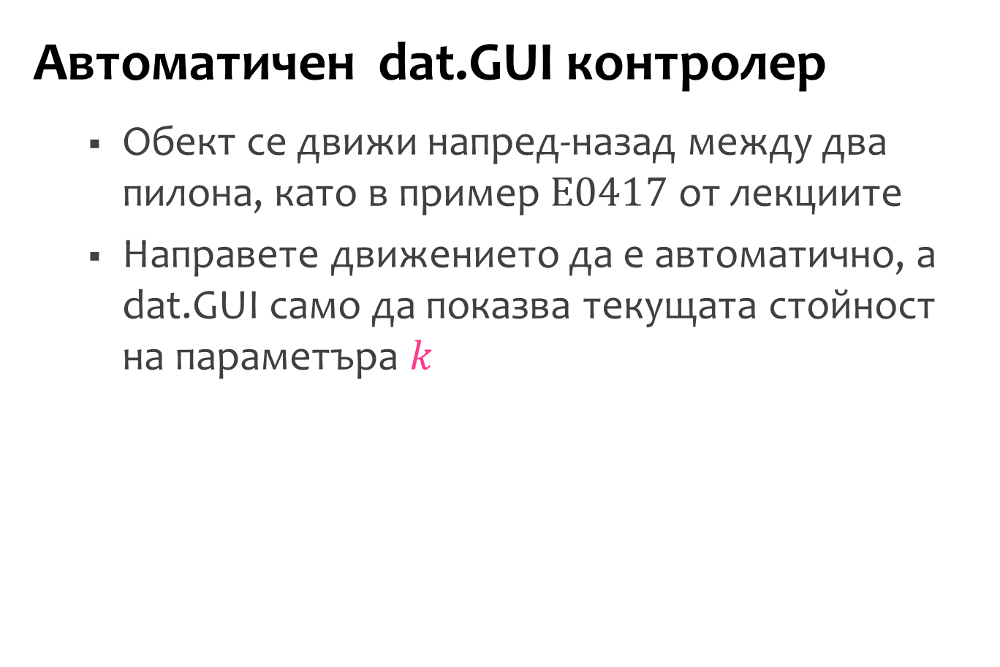 Автоматичен dat.GUI контролер
▪ Обект се движи напред-назад между два
пилона, като в пример E0417 от лекциите
▪ Направете движението да е автоматично, а
dat.GUI само да показва текущата стойност
на параметъра k